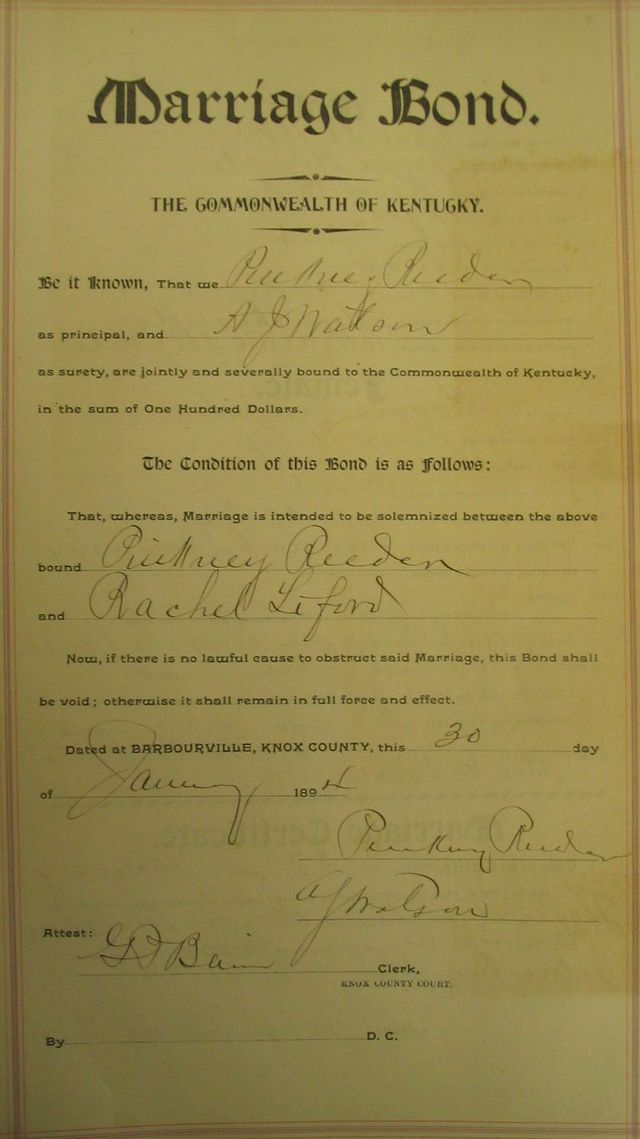 Marriage Bond.
THE COMMONWEALTH OF KENTUCKY.
Be it Known, That we Pinkney Reeder
as principal, and A J Watson
as surety, are jointly and severally bound to the Commonwealth of Kentucky,
in the sum of One Hundred Dollars.
The Condition of this Bond is as Follows:
That, whereas, Marriage is intended to be solemnized between the above
bound Pinkney Reeder
and Rachel Liford
Now, if there is no lawful cause to obstruct said Marriage, this Bond shall
be void; otherwise it shall remain in full force and effect.
Dated at BARBOURVILLE, KNOX COUNTY, this 30 day
of January 1894
Pinkney Reeder
AJ Watson
Attest:
Bain Clerk,
KNOX COUNTY COURT.
By D. C.